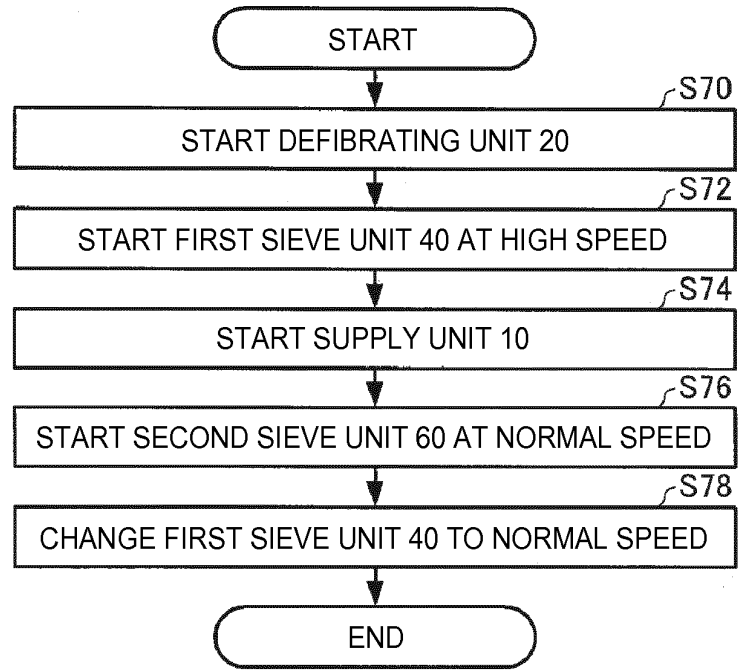 START
S70
START DEFIBRATING UNIT 20
S72
START FIRST SIEVE UNIT 40 AT HIGH SPEED
S74
START SUPPLY UNIT 10
S76
START SECOND SIEVE UNIT 60 AT NORMAL SPEED
S78
CHANGE FIRST SIEVE UNIT 40 TO NORMAL SPEED
END